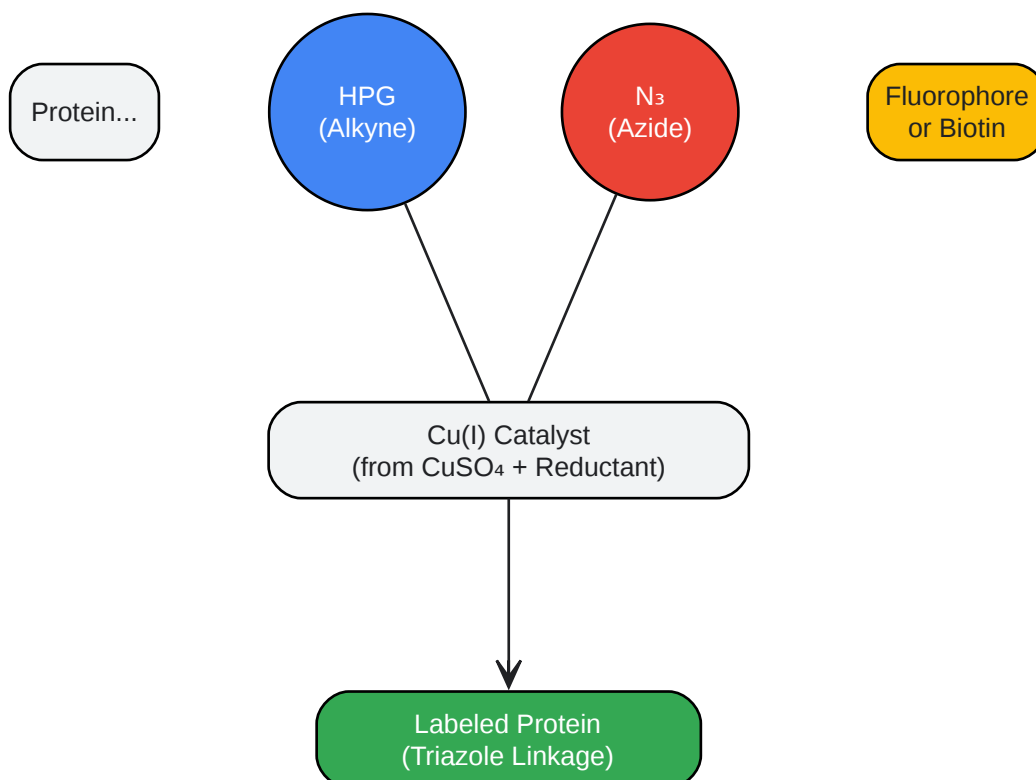 Protein...
HPG
(Alkyne)
N₃
(Azide)
Fluorophore
or Biotin
Cu(I) Catalyst
(from CuSO₄ + Reductant)
Labeled Protein
(Triazole Linkage)